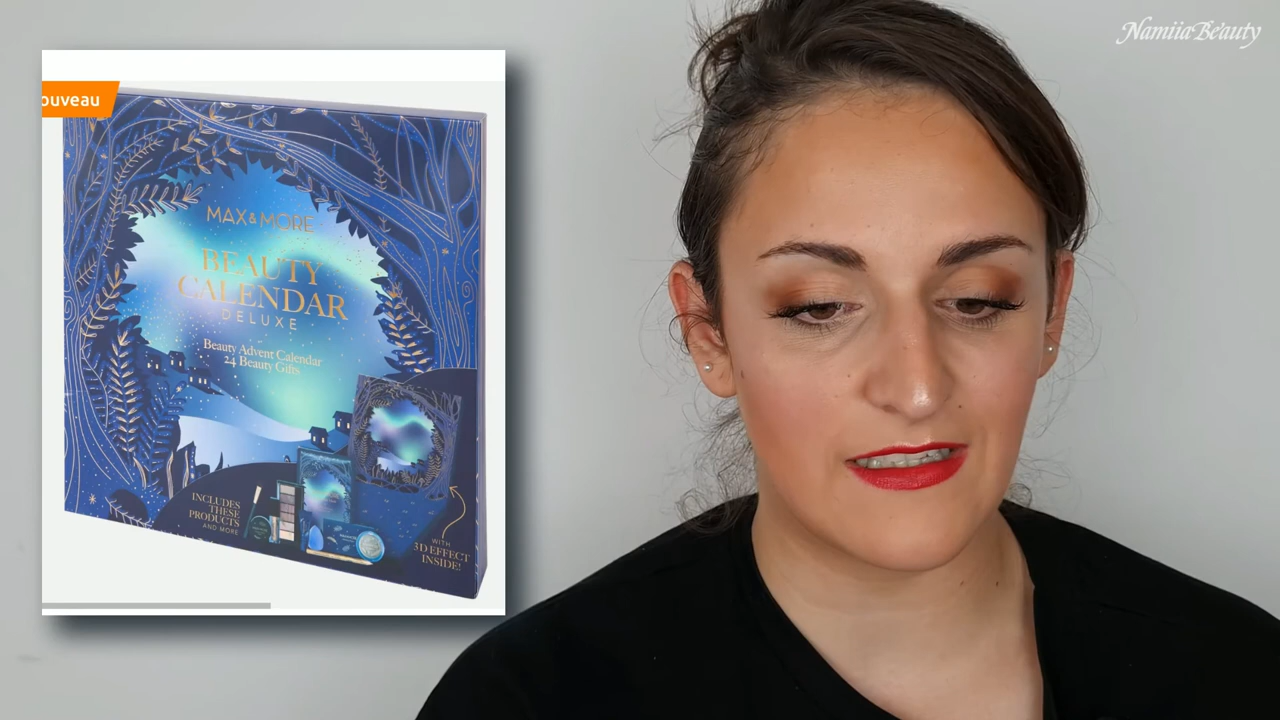 NamiiaBeauty
ouveau
MAX&MORE
BEAUTY
CALENDAR
DELUXE
Beauty Advent Calendar
24 Beauty Gifts
INCLUDES
THESE
PRODUCTS
AND MORE
WITH
3D EFFECT
INSIDE!